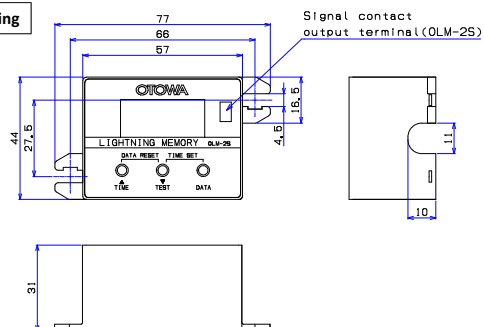 ing
77
66
57
Signal contact
output terminal(OLM-2S)
44
27.5
OTOWA
LIGHTNING MEMORY OLM-2S
DATA RESET TIME SET
TIME TEST DATA
4.5
16.5
11
10
31